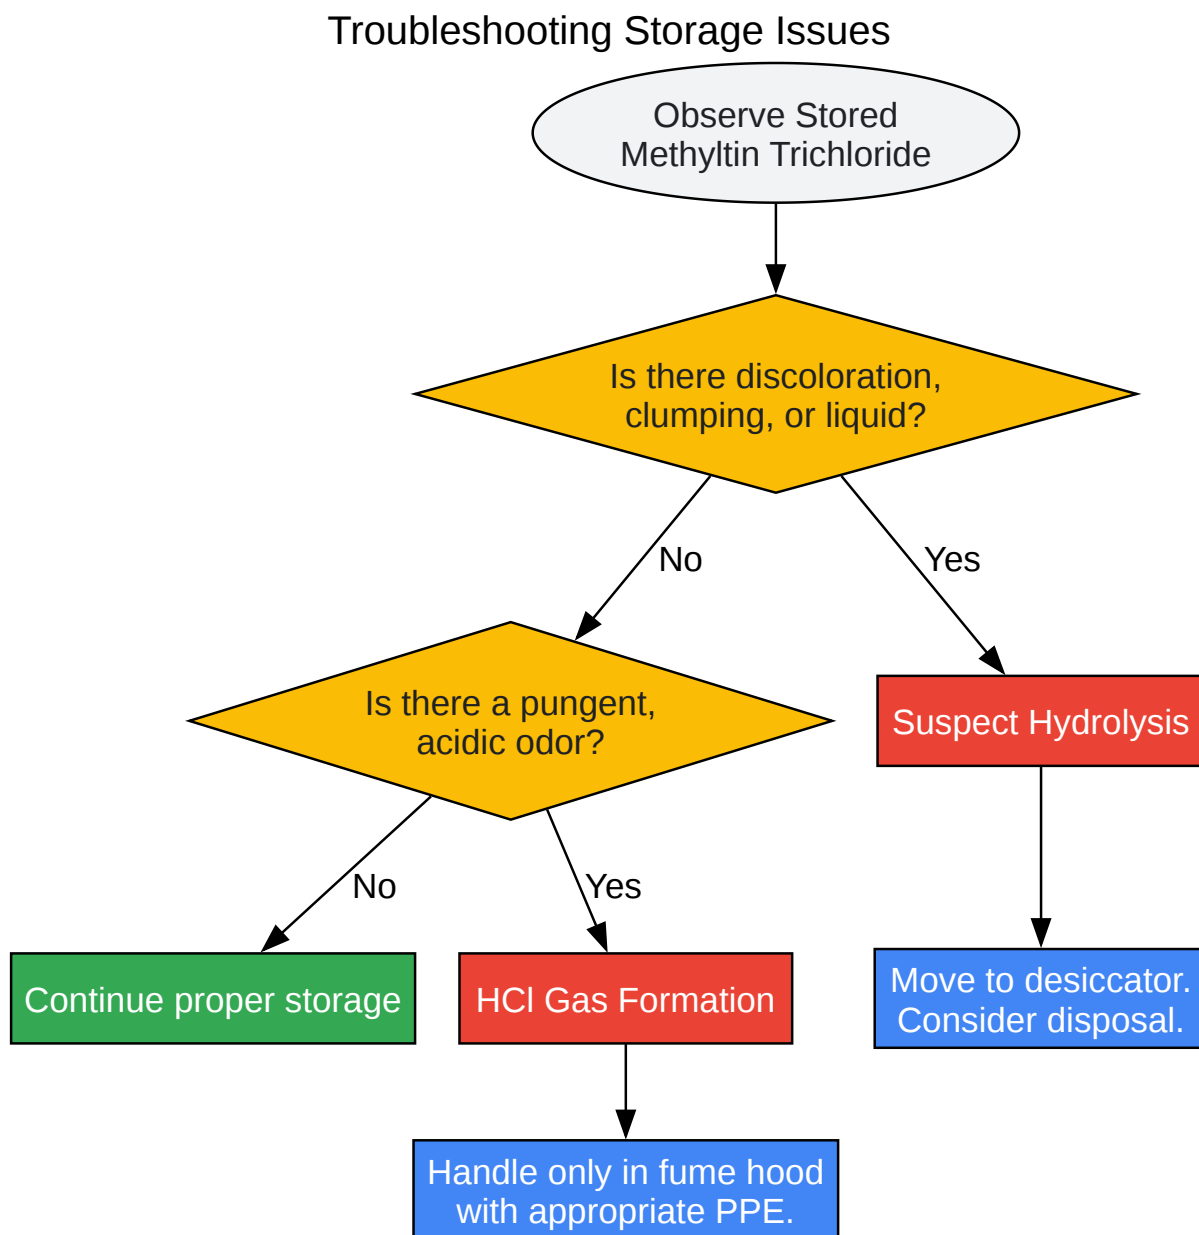 Troubleshooting Storage Issues
Observe Stored
Methyltin Trichloride
Is there discoloration,
clumping, or liquid?
No
Yes
Is there a pungent,
acidic odor?
Suspect Hydrolysis
No
Yes
Continue proper storage
HCl Gas Formation
Move to desiccator.
Consider disposal.
Handle only in fume hood
with appropriate PPE.